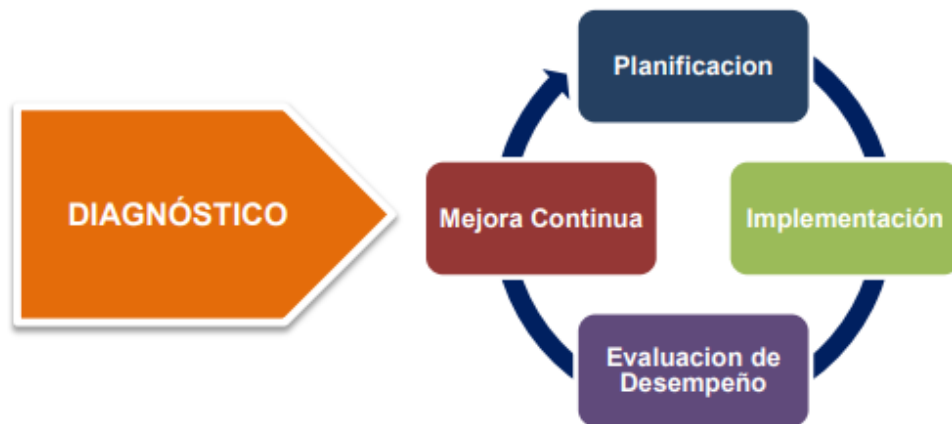 DIAGNÓSTICO
Planificacion
Implementación
Evaluacion de
Desempeño
Mejora Continua